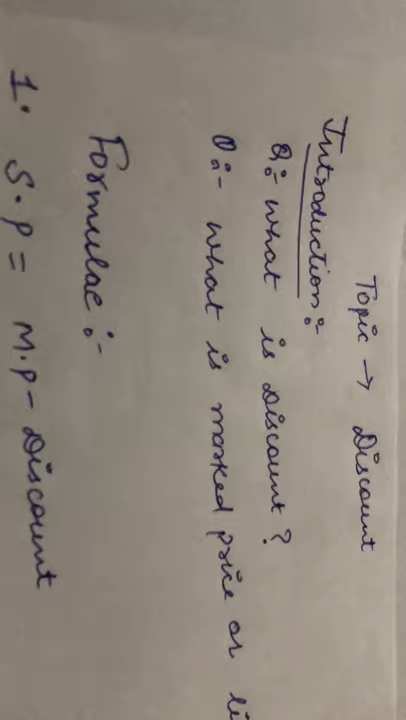 Topic → Discount
Introduction:-
Q:- what is Discount?
Q:- what is marked price or
Formulae:-
1. S.P = M.P - Discount